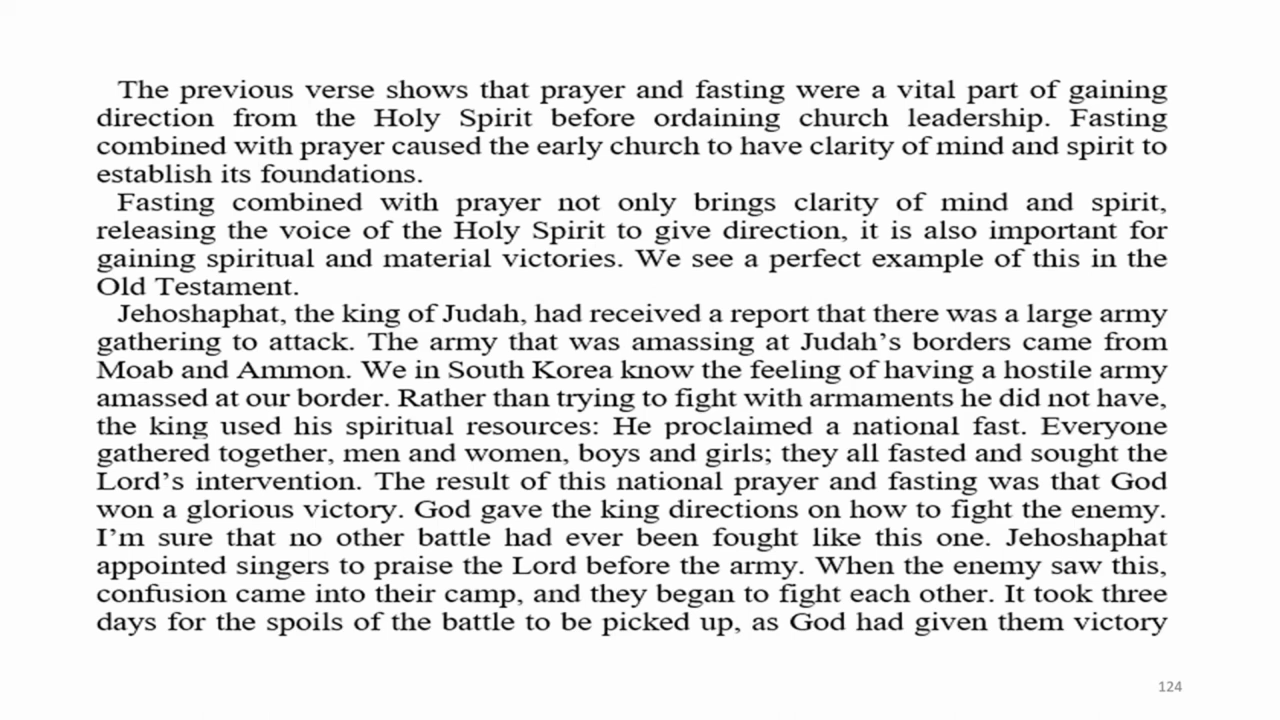 The previous verse shows that prayer and fasting were a vital part of gaining
direction from the Holy Spirit before ordaining church leadership. Fasting
combined with prayer caused the early church to have clarity of mind and spirit to
establish its foundations.
Fasting combined with prayer not only brings clarity of mind and spirit,
releasing the voice of the Holy Spirit to give direction, it is also important for
gaining spiritual and material victories. We see a perfect example of this in the
Old Testament.
Jehoshaphat, the king of Judah, had received a report that there was a large army
gathering to attack. The army that was amassing at Judah’s borders came from
Moab and Ammon. We in South Korea know the feeling of having a hostile army
amassed at our border. Rather than trying to fight with armaments he did not have,
the king used his spiritual resources: He proclaimed a national fast. Everyone
gathered together, men and women, boys and girls; they all fasted and sought the
Lord’s intervention. The result of this national prayer and fasting was that God
won a glorious victory. God gave the king directions on how to fight the enemy.
I’m sure that no other battle had ever been fought like this one. Jehoshaphat
appointed singers to praise the Lord before the army. When the enemy saw this,
confusion came into their camp, and they began to fight each other. It took three
days for the spoils of the battle to be picked up, as God had given them victory
124